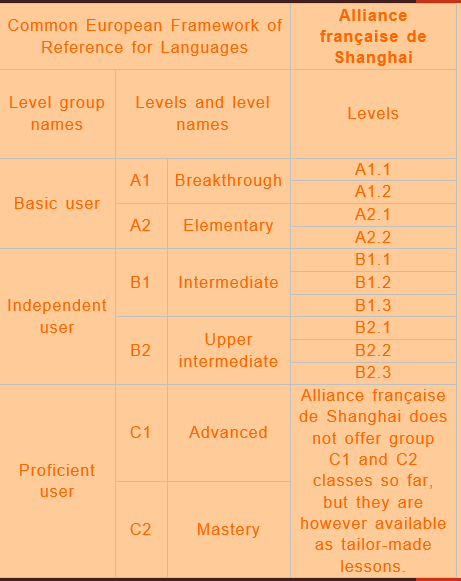 Common European Framework of
Reference for Languages
Alliance
française de
Shanghai
Level group
names
Levels and level
names
Levels
Basic user
A1
Breakthrough
A1.1
A1.2
A2
Elementary
A2.1
A2.2
Independent
user
B1
Intermediate
B1.1
B1.2
B1.3
B2
Upper
intermediate
B2.1
B2.2
B2.3
Proficient
user
C1
Advanced
C2
Mastery
Alliance française
de Shanghai does
not offer group
C1 and C2
classes so far,
but they are
however available
as tailor-made
lessons.